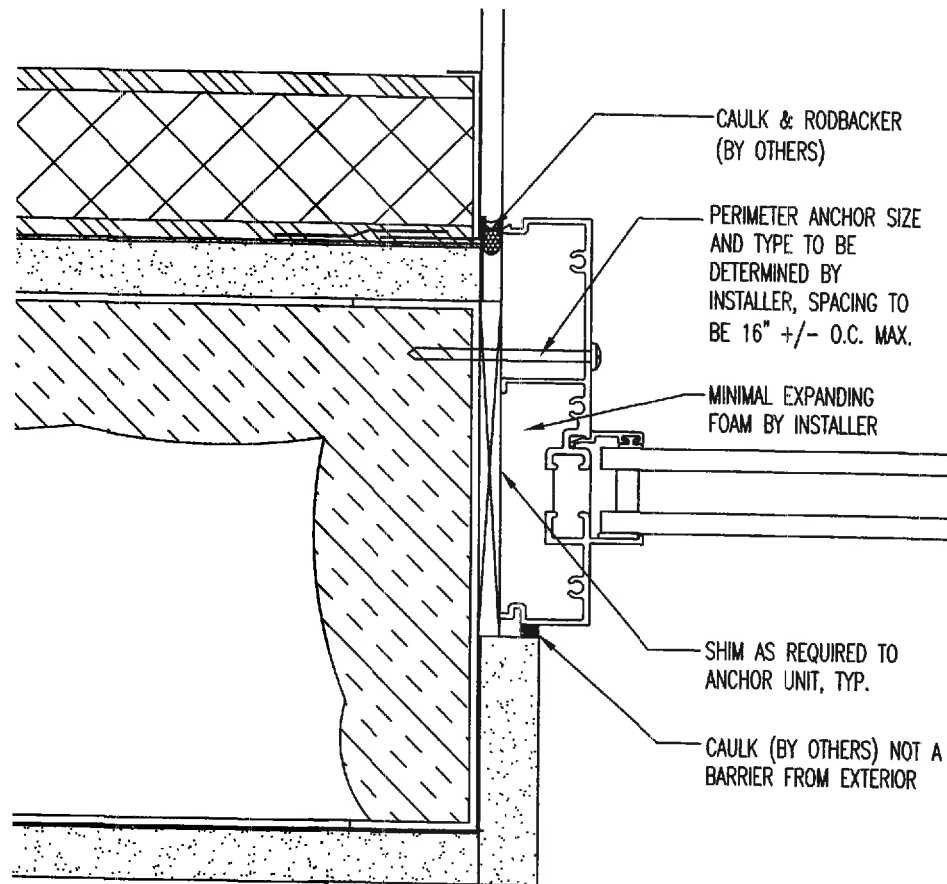 CAULK & RODBACKER
(BY OTHERS)
PERIMETER ANCHOR SIZE
AND TYPE TO BE
DETERMINED BY
INSTALLER, SPACING TO
BE 16" +/- O.C. MAX.
MINIMAL EXPANDING
FOAM BY INSTALLER
SHIM AS REQUIRED TO
ANCHOR UNIT, TYP.
CAULK (BY OTHERS) NOT A
BARRIER FROM EXTERIOR